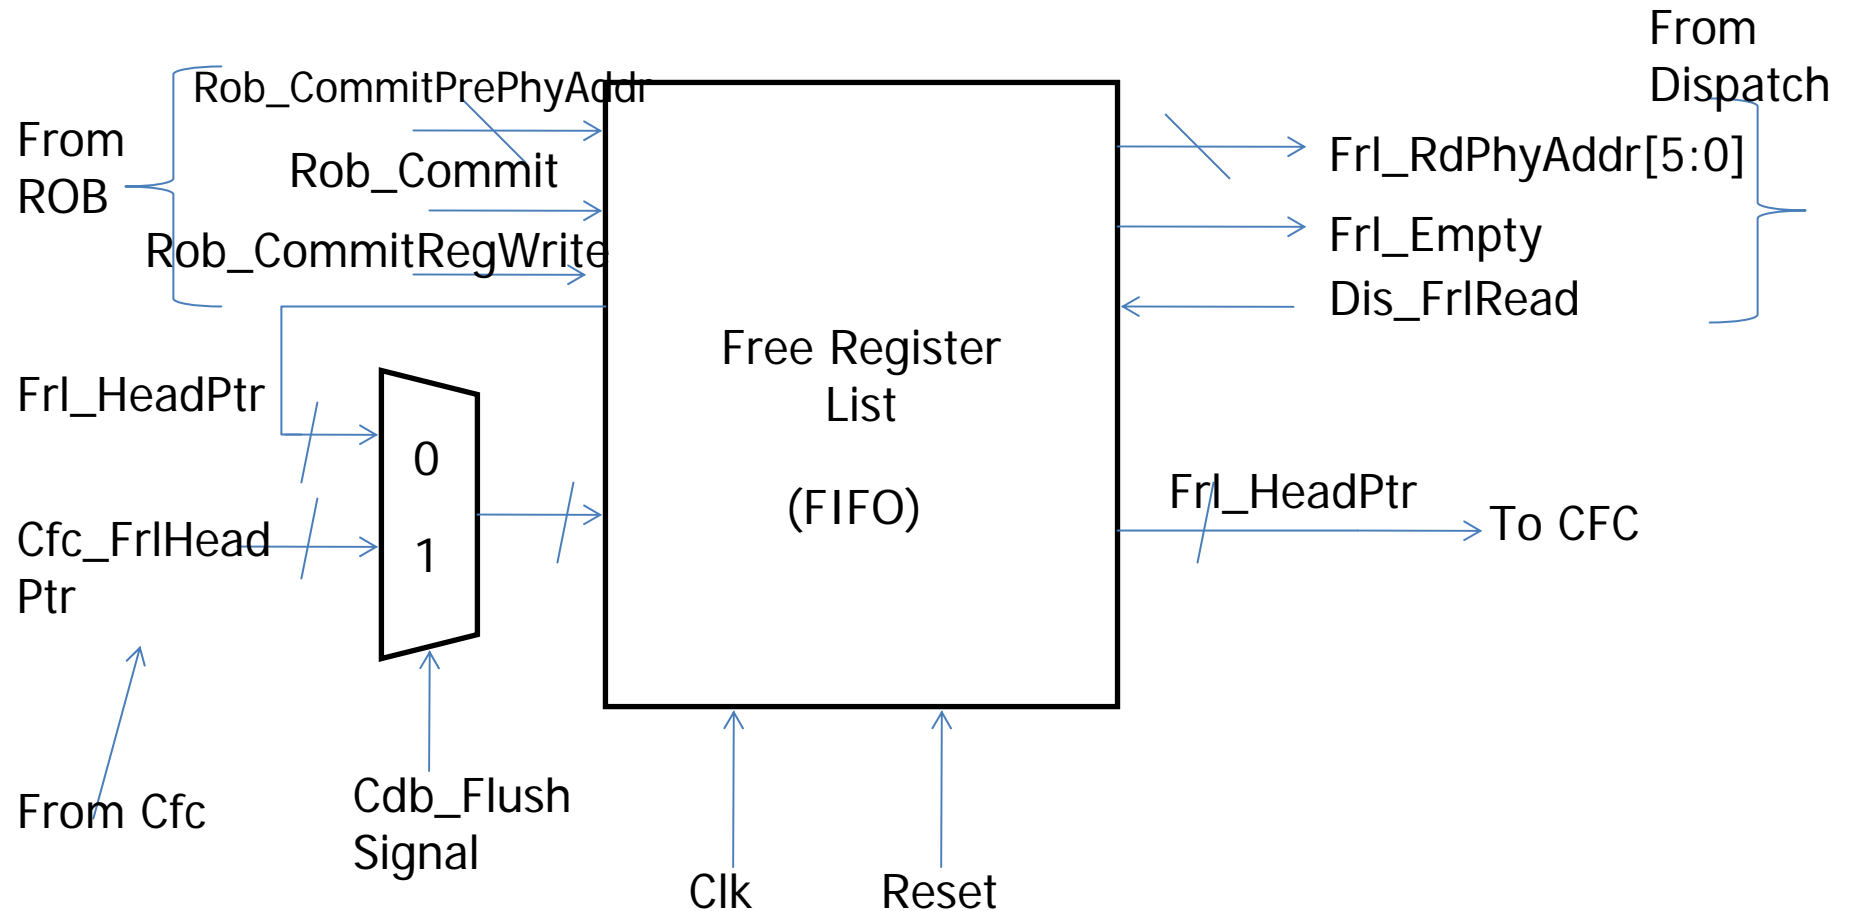 From
Dispatch
Rob_CommitPrePhyAddr
From
ROB
Rob_Commit
Rob_CommitRegWrite
Frl_RdPhyAddr[5:0]
Frl_Empty
Dis_FrlRead
Free Register
List
(FIFO)
Frl_HeadPtr
0
1
Cfc_FrlHead
Ptr
Frl_HeadPtr
To CFC
From Cfc
Cdb_Flush
Signal
Clk
Reset